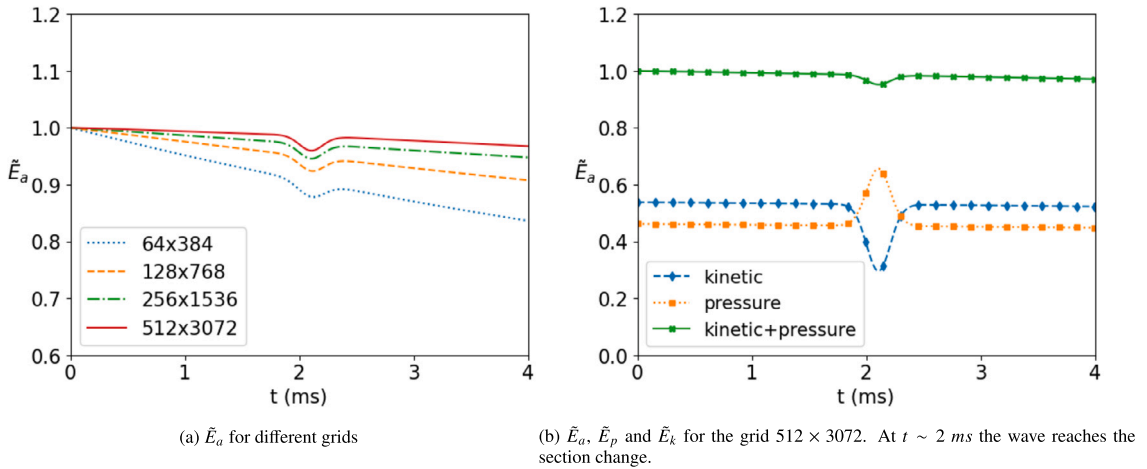 1.2
1.1
1.0
0.9
0.8
0.7
0.6
Ẽₐ
64x384
128x768
256x1536
512x3072
0 1 2 3 4
t (ms)
(a) Ẽₐ for different grids
1.2
1.0
0.8
0.6
0.4
0.2
0.0
Ẽₐ
kinetic
pressure
kinetic+pressure
0 1 2 3 4
t (ms)
(b) Ẽₐ, Ẽₚ and Ẽₖ for the grid 512 × 3072. At t ∼ 2 ms the wave reaches the
section change.